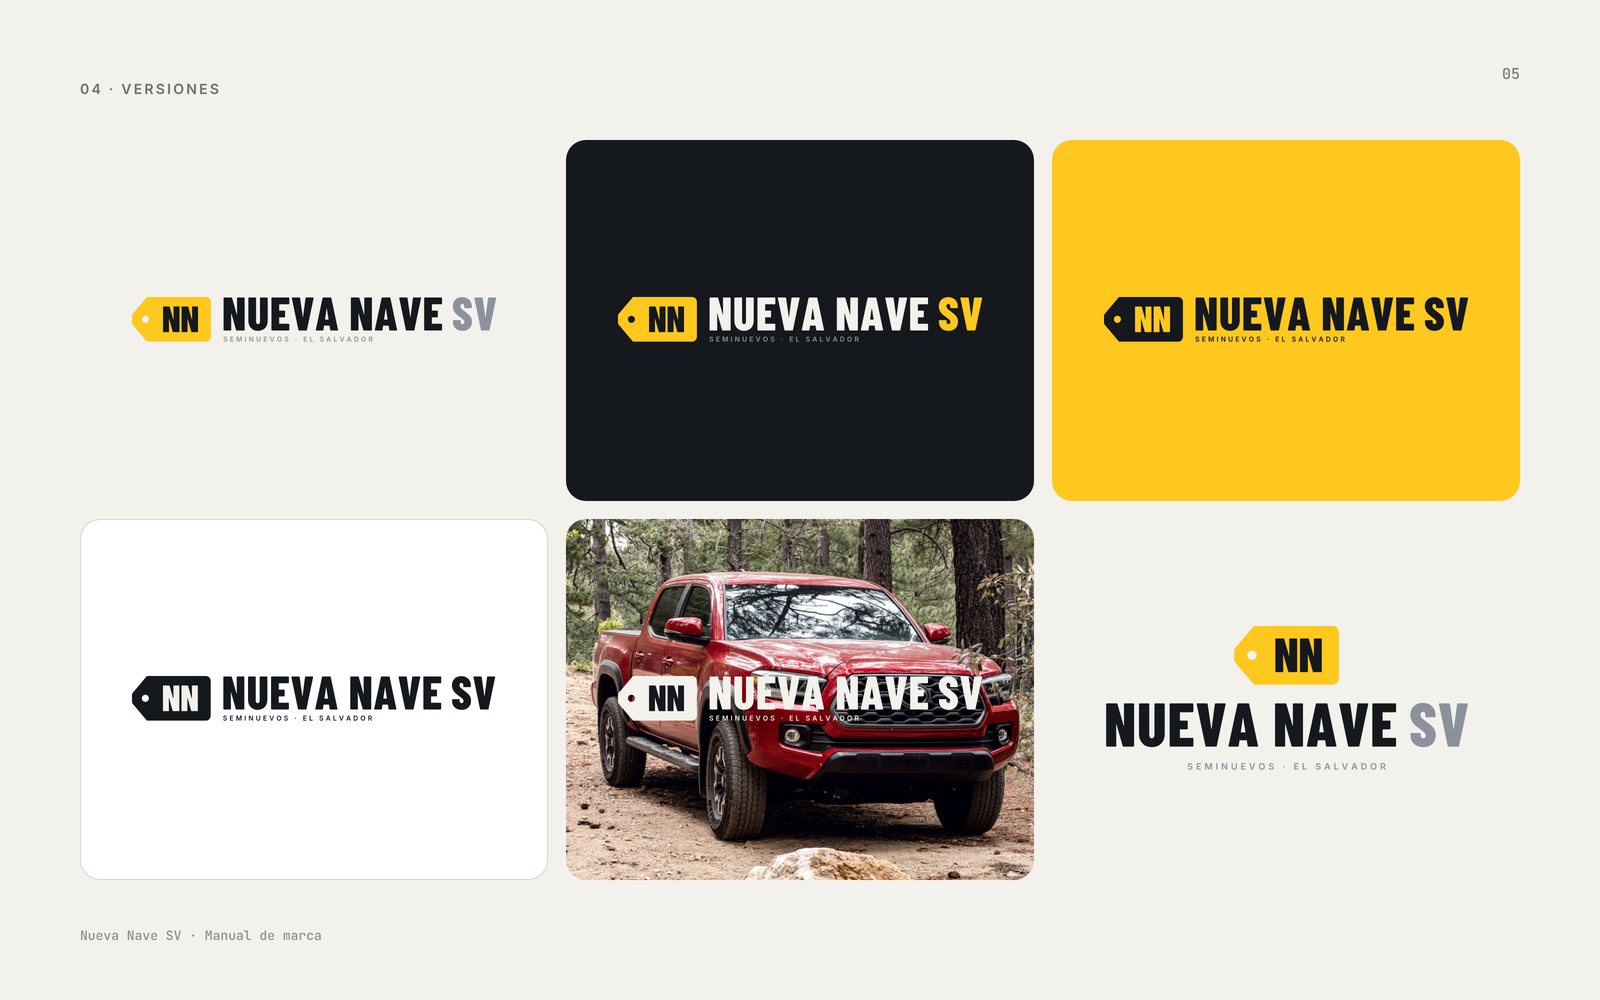 04 · VERSIONES
05
NN NUEVA NAVE SV
SEMINUEVOS · EL SALVADOR
NN NUEVA NAVE SV
SEMINUEVOS · EL SALVADOR
NN NUEVA NAVE SV
SEMINUEVOS · EL SALVADOR
NN NUEVA NAVE SV
SEMINUEVOS · EL SALVADOR
NN NUEVA NAVE SV
SEMINUEVOS · EL SALVADOR
NN
NUEVA NAVE SV
SEMINUEVOS · EL SALVADOR
Nueva Nave SV · Manual de marca